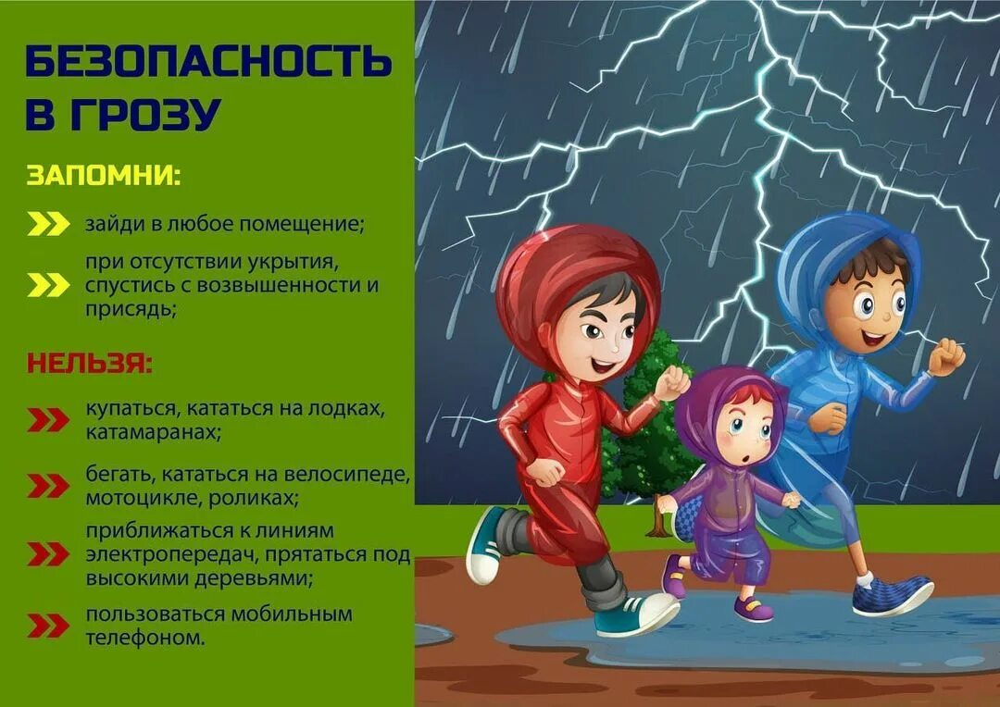 БЕЗОПАСНОСТЬ
В ГРОЗУ
ЗАПОМНИ:
зайди в любое помещение;
при отсутствии укрытия,
спустись с возвышенности и
присядь;
НЕЛЬЗЯ:
купаться, кататься на лодках,
катамаранах;
бегать, кататься на велосипеде,
мотоцикле, роликах;
приближаться к линиям
электропередач, прятаться под
высокими деревьями;
пользоваться мобильным
телефоном.